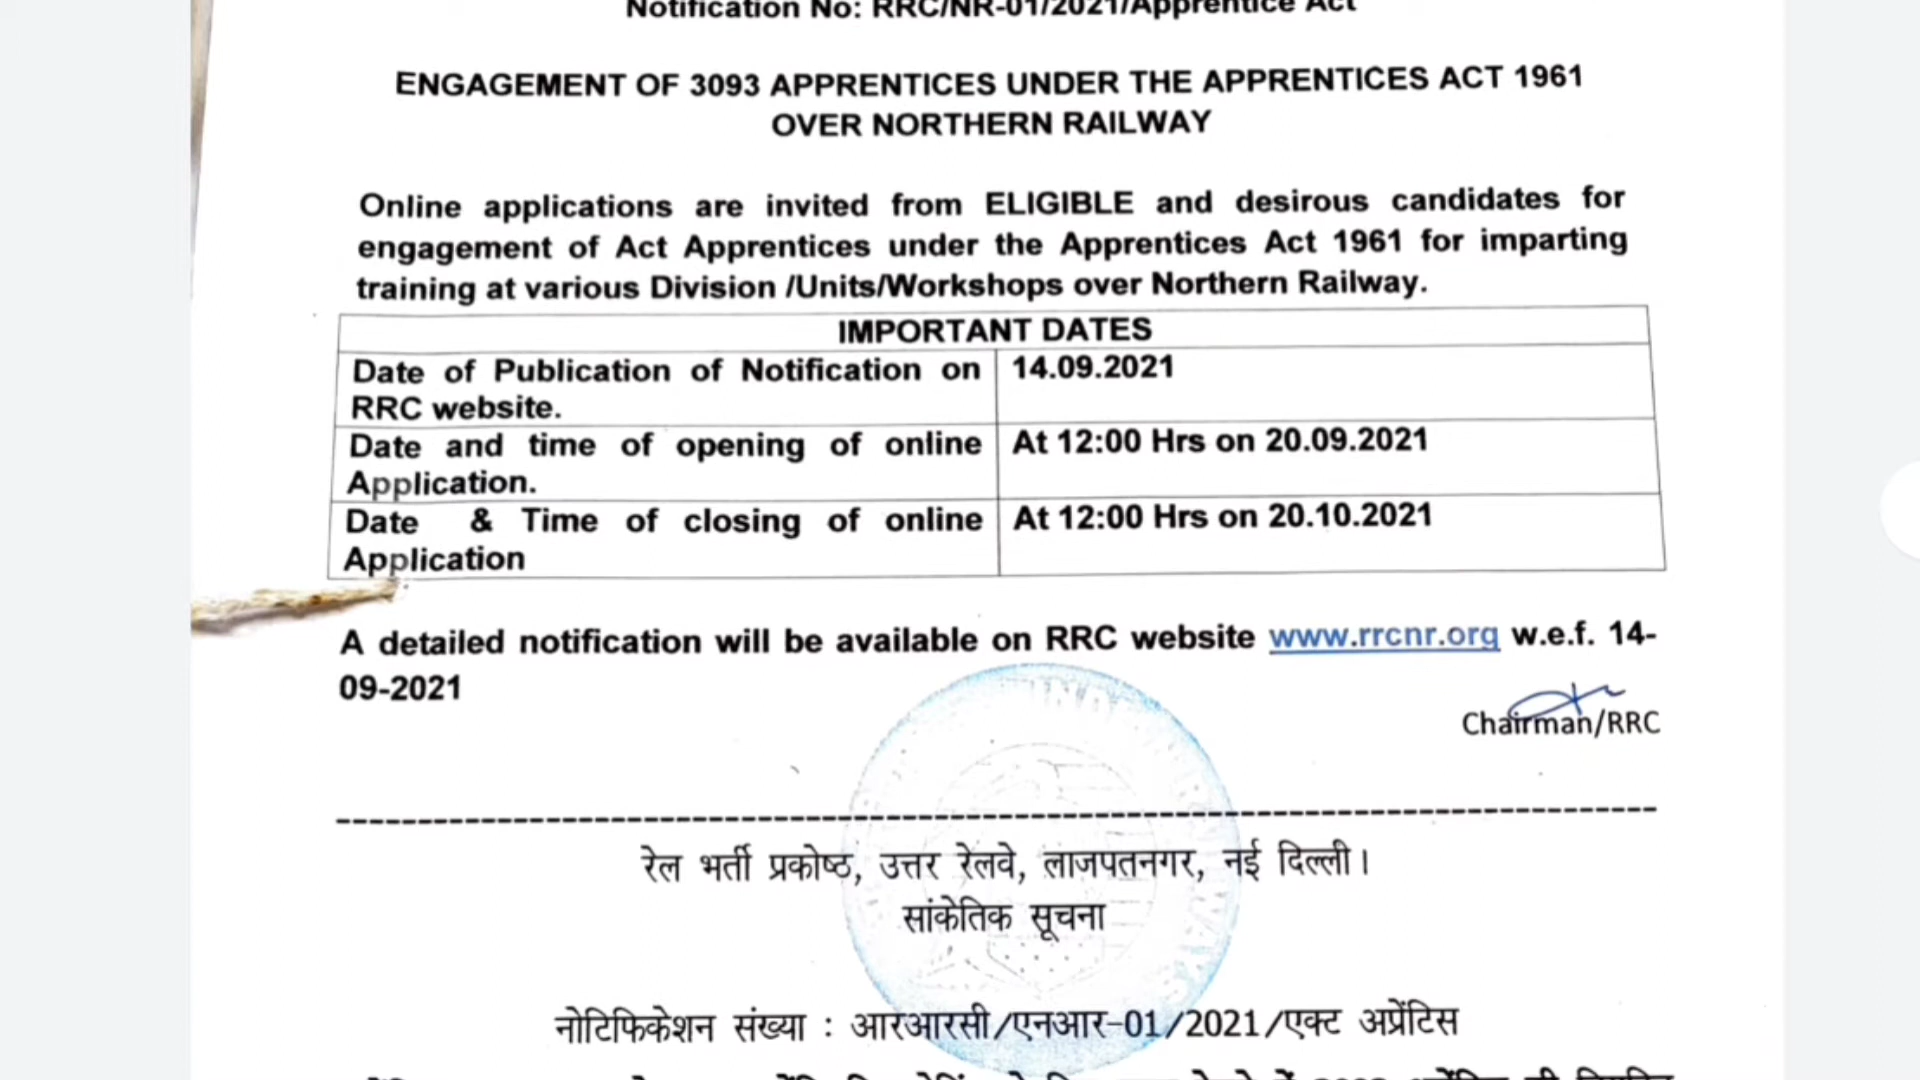 Notification No: RRC/NR-01/2021/Apprentice Act
ENGAGEMENT OF 3093 APPRENTICES UNDER THE APPRENTICES ACT 1961
OVER NORTHERN RAILWAY
Online applications are invited from ELIGIBLE and desirous candidates for
engagement of Act Apprentices under the Apprentices Act 1961 for imparting
training at various Division /Units/Workshops over Northern Railway.
IMPORTANT DATES
Date of Publication of Notification on 14.09.2021
RRC website.
Date and time of opening of online At 12:00 Hrs on 20.09.2021
Application.
Date & Time of closing of online At 12:00 Hrs on 20.10.2021
Application
A detailed notification will be available on RRC website www.rrcnr.org w.e.f. 14-
09-2021
Chairman/RRC
रेल भर्ती प्रकोष्ठ, उत्तर रेलवे, लाजपतनगर, नई दिल्ली।
सांकेतिक सूचना
नोटिफिकेशन संख्या : आरआरसी/एनआर-01/2021/एक्ट अप्रेंटिस